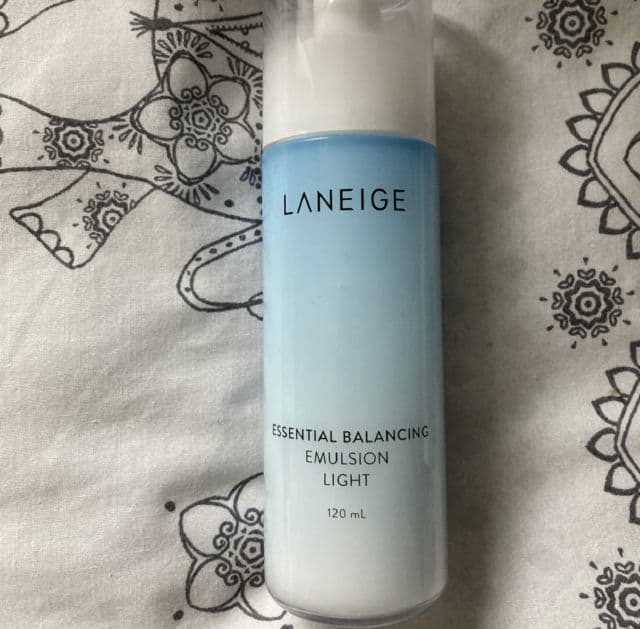 LANEIGE
ESSENTIAL BALANCING
EMULSION
LIGHT
120 mL